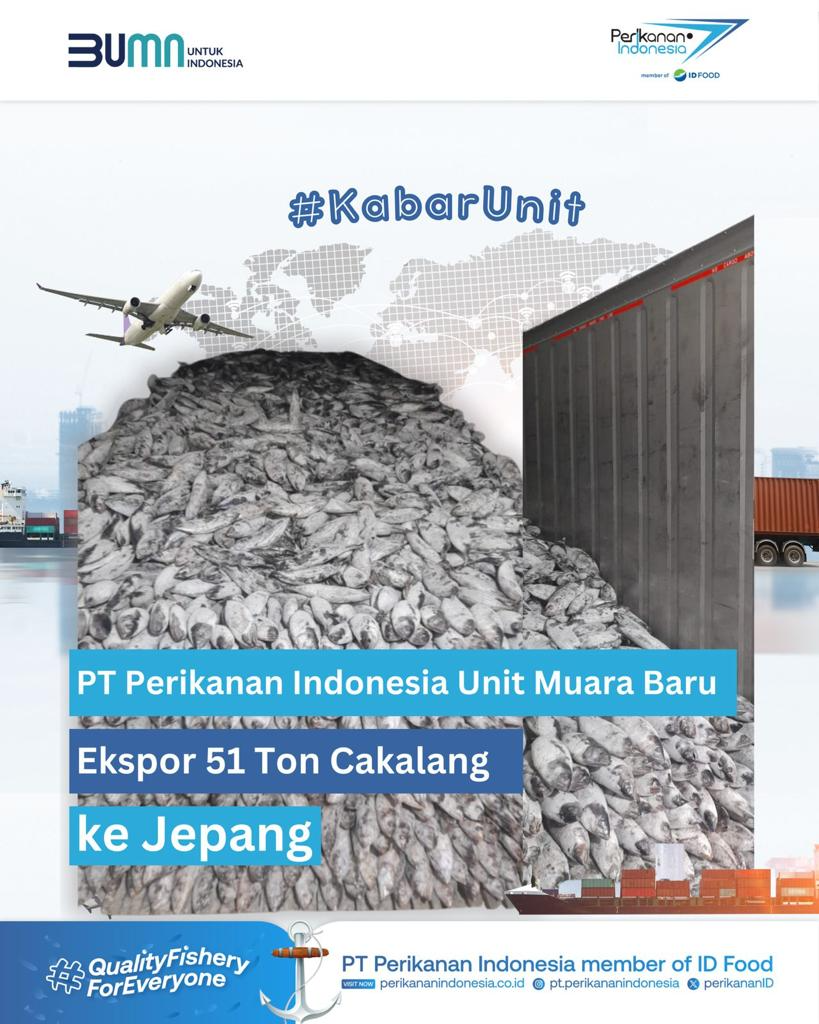 BUMN UNTUK
INDONESIA
Perikanan
Indonesia
member of ID FOOD
#KabarUnit
PT Perikanan Indonesia Unit Muara Baru
Ekspor 51 Ton Cakalang
ke Jepang
#QualityFishery
ForEveryone
PT Perikanan Indonesia member of ID Food
VISIT NOW perikananindonesia.co.id pt.perikananindonesia perikananID